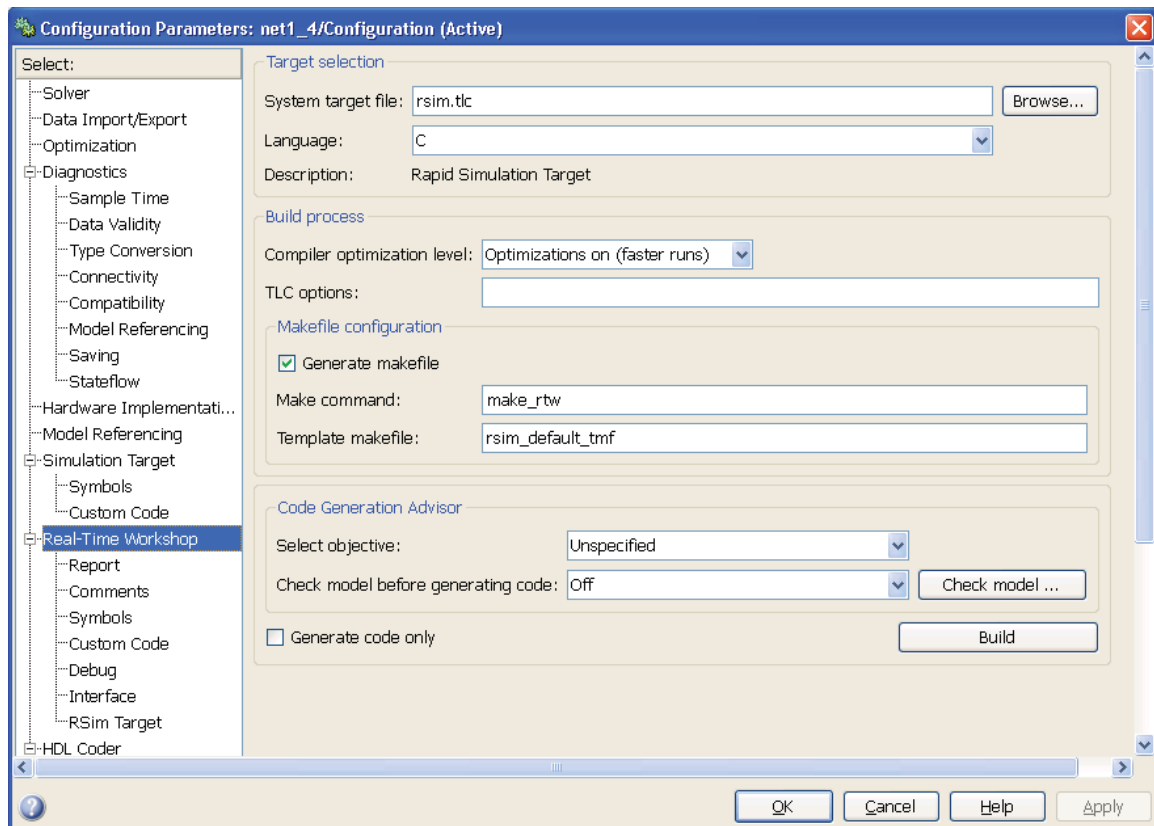 Configuration Parameters: net1_4/Configuration (Active)
Select:
Solver
Data Import/Export
Optimization
Diagnostics
Sample Time
Data Validity
Type Conversion
Connectivity
Compatibility
Model Referencing
Saving
Stateflow
Hardware Implementati...
Model Referencing
Simulation Target
Symbols
Custom Code
Real-Time Workshop
Report
Comments
Symbols
Custom Code
Debug
Interface
RSim Target
HDL Coder
Target selection
System target file: rsim.tlc Browse...
Language: C
Description: Rapid Simulation Target
Build process
Compiler optimization level: Optimizations on (faster runs)
TLC options:
Makefile configuration
Generate makefile
Make command: make_rtw
Template makefile: rsim_default_tmf
Code Generation Advisor
Select objective: Unspecified
Check model before generating code: Off Check model ...
Generate code only Build
OK Cancel Help Apply